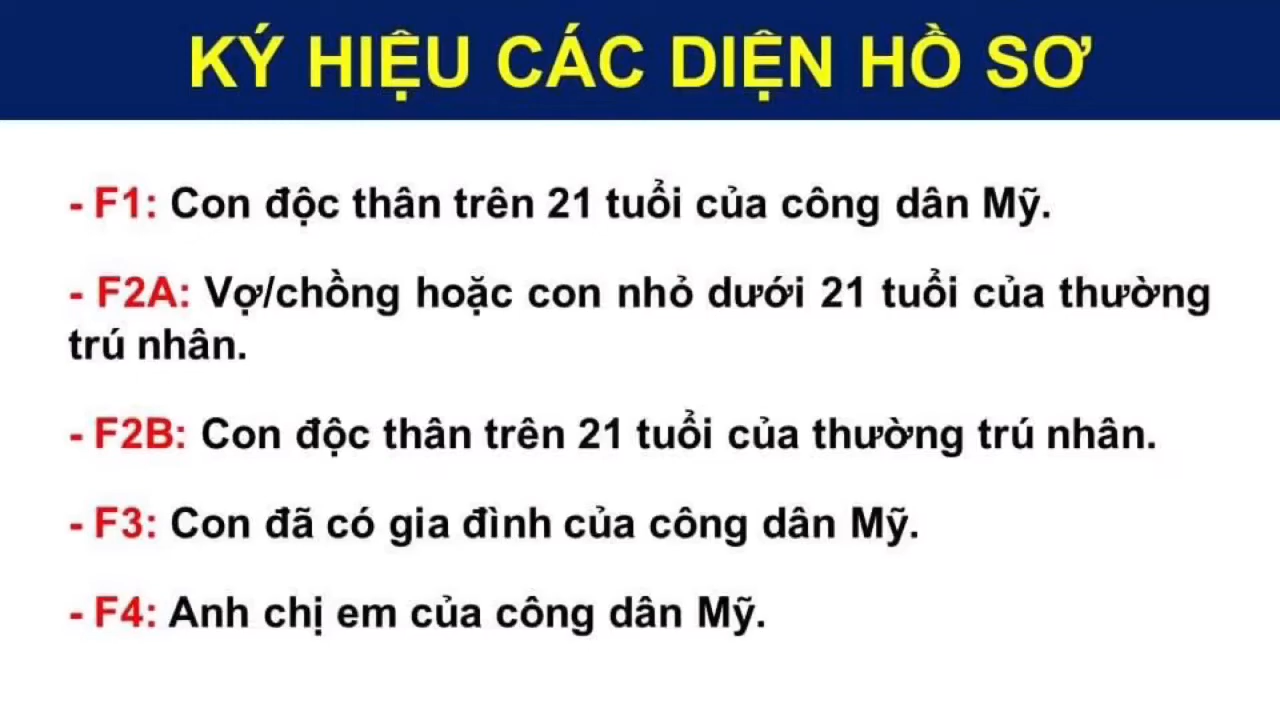 KÝ HIỆU CÁC DIỆN HỒ SƠ
- F1: Con độc thân trên 21 tuổi của công dân Mỹ.
- F2A: Vợ/chồng hoặc con nhỏ dưới 21 tuổi của thường
trú nhân.
- F2B: Con độc thân trên 21 tuổi của thường trú nhân.
- F3: Con đã có gia đình của công dân Mỹ.
- F4: Anh chị em của công dân Mỹ.